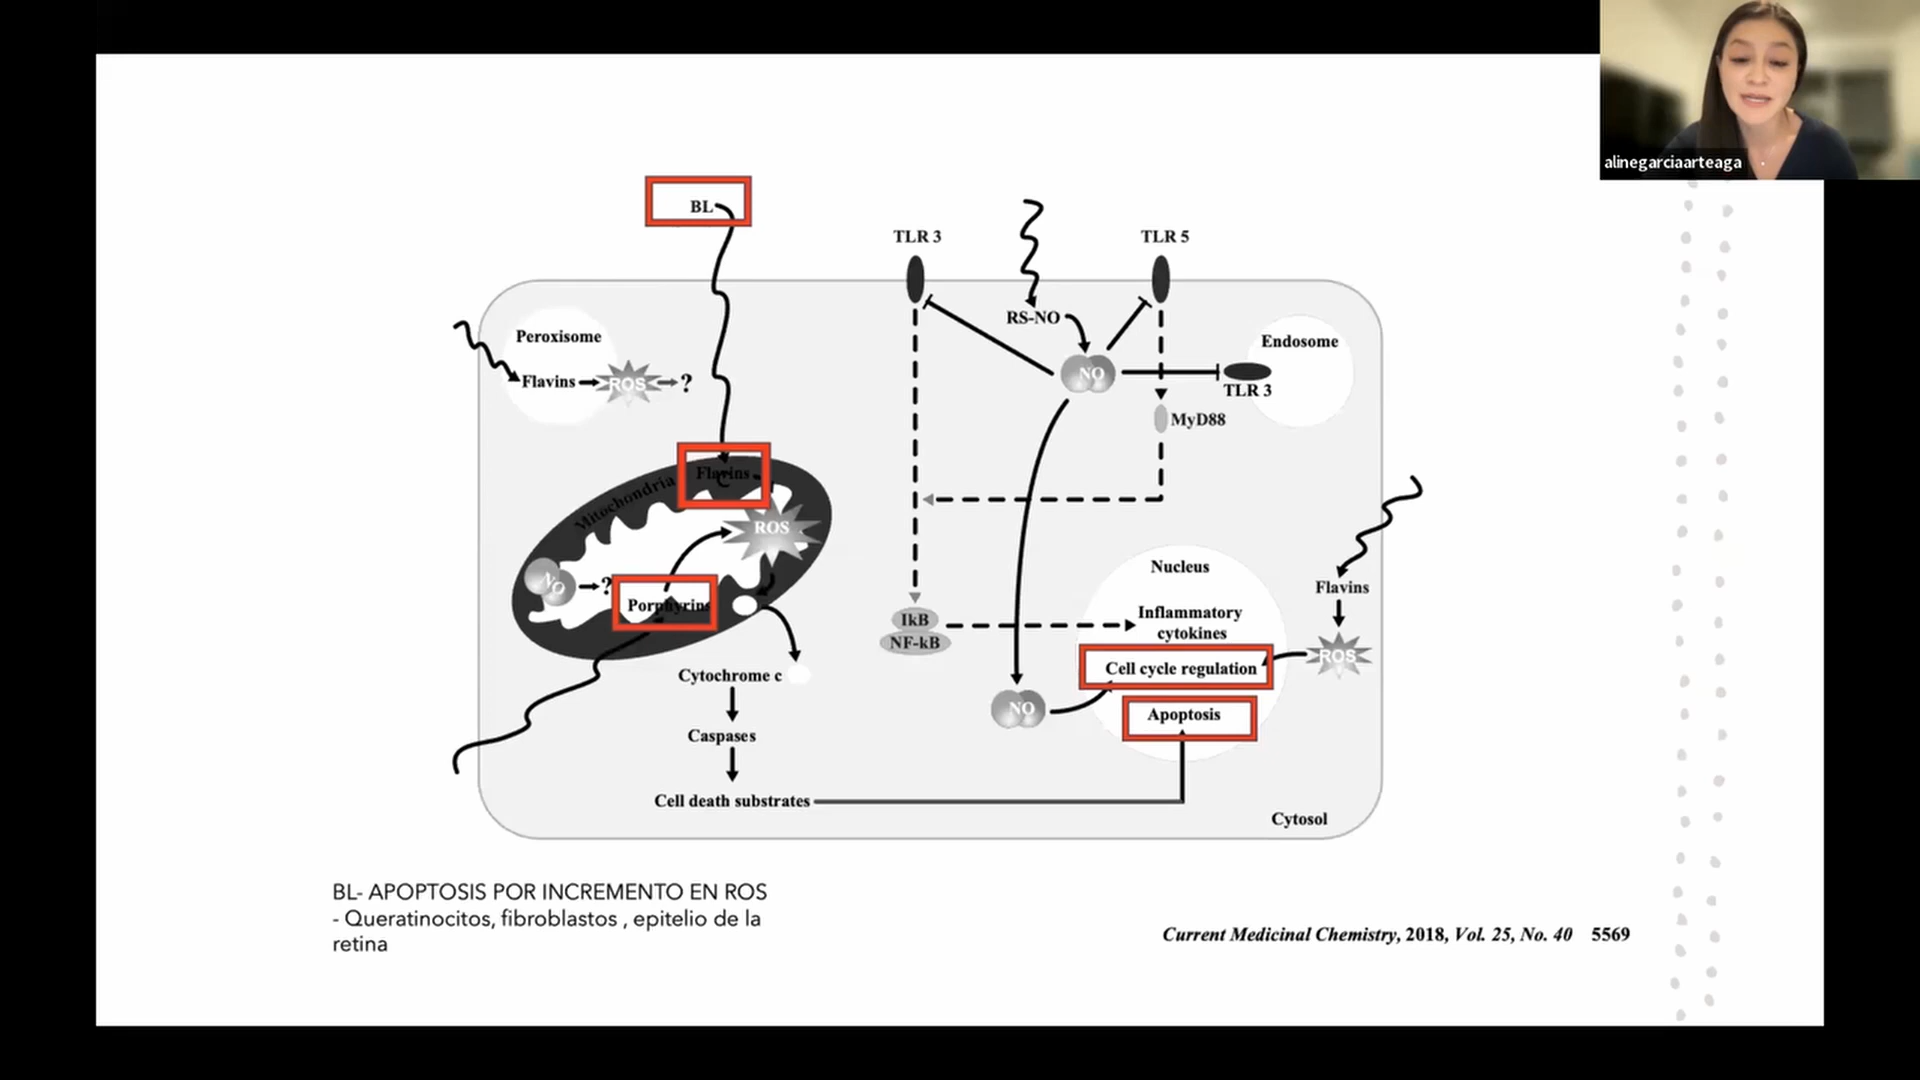 alinegarciaarteaga
BL
TLR 3
TLR 5
RS-NO
Peroxisome
Flavins
ROS
?
NO
Endosome
TLR 3
MyD88
Flavins
Mitochondria
ROS
NO
?
Porphyrins
Cytochrome c
Caspases
Cell death substrates
IkB
NF-kB
NO
Nucleus
Inflammatory
cytokines
Cell cycle regulation
Apoptosis
Flavins
ROS
Cytosol
BL- APOPTOSIS POR INCREMENTO EN ROS
- Queratinocitos, fibroblastos , epitelio de la
retina
Current Medicinal Chemistry, 2018, Vol. 25, No. 40 5569